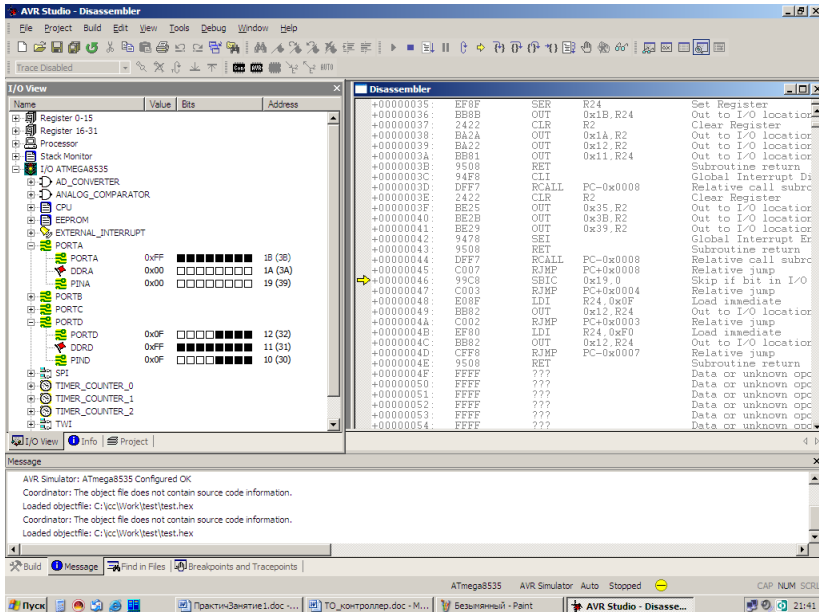 AVR Studio - Disassembler
File Project Build Edit View Tools Debug Window Help
Trace Disabled
I/O View
Name Value Bits Address
Register 0-15
Register 16-31
Processor
Stack Monitor
I/O ATMEGA8535
AD_CONVERTER
ANALOG_COMPARATOR
CPU
EEPROM
EXTERNAL_INTERRUPT
PORTA
PORTA 0xFF 1B (3B)
DDRA 0x00 1A (3A)
PINA 0x00 19 (39)
PORTB
PORTC
PORTD
PORTD 0x0F 12 (32)
DDRD 0xFF 11 (31)
PIND 0x0F 10 (30)
SPI
TIMER_COUNTER_0
TIMER_COUNTER_1
TIMER_COUNTER_2
TWI
I/O View Info Project
Disassembler
+00000035: EF8F SER R24 Set Register
+00000036: BB8B OUT 0x1B,R24 Out to I/O location
+00000037: 2422 CLR R2 Clear Register
+00000038: BA2A OUT 0x1A,R2 Out to I/O location
+00000039: BA22 OUT 0x12,R2 Out to I/O location
+0000003A: BB81 OUT 0x11,R24 Out to I/O location
+0000003B: 9508 RET Subroutine return
+0000003C: 94F8 CLI Global Interrupt Di
+0000003D: DFF7 RCALL PC-0x0008 Relative call subro
+0000003E: 2422 CLR R2 Clear Register
+0000003F: BE25 OUT 0x35,R2 Out to I/O location
+00000040: BE2B OUT 0x3B,R2 Out to I/O location
+00000041: BE29 OUT 0x39,R2 Out to I/O location
+00000042: 9478 SEI Global Interrupt En
+00000043: 9508 RET Subroutine return
+00000044: DFF7 RCALL PC-0x0008 Relative call subro
+00000045: C007 RJMP PC+0x0008 Relative jump
+00000046: 99C8 SBIC 0x19,0 Skip if bit in I/O
+00000047: C003 RJMP PC+0x0004 Relative jump
+00000048: E08F LDI R24,0x0F Load immediate
+00000049: BB82 OUT 0x12,R24 Out to I/O location
+0000004A: C002 RJMP PC+0x0003 Relative jump
+0000004B: EF80 LDI R24,0xF0 Load immediate
+0000004C: BB82 OUT 0x12,R24 Out to I/O location
+0000004D: CFF8 RJMP PC-0x0007 Relative jump
+0000004E: 9508 RET Subroutine return
+0000004F: FFFF ??? Data or unknown opc
+00000050: FFFF ??? Data or unknown opc
+00000051: FFFF ??? Data or unknown opc
+00000052: FFFF ??? Data or unknown opc
+00000053: FFFF ??? Data or unknown opc
+00000054: FFFF ??? Data or unknown opc
Message
AVR Simulator: ATmega8535 Configured OK
Coordinator: The object file does not contain source code information.
Loaded objectfile: C:\icc\Work\test\test.hex
Coordinator: The object file does not contain source code information.
Loaded objectfile: C:\icc\Work\test\test.hex
Build Message Find in Files Breakpoints and Tracepoints
ATmega8535 AVR Simulator Auto Stopped CAP NUM SCRL
Пуск ПрактичЗанятие1.doc -... ТО_контроллер.doc - М... Безымянный - Paint AVR Studio - Disasse... 21:41